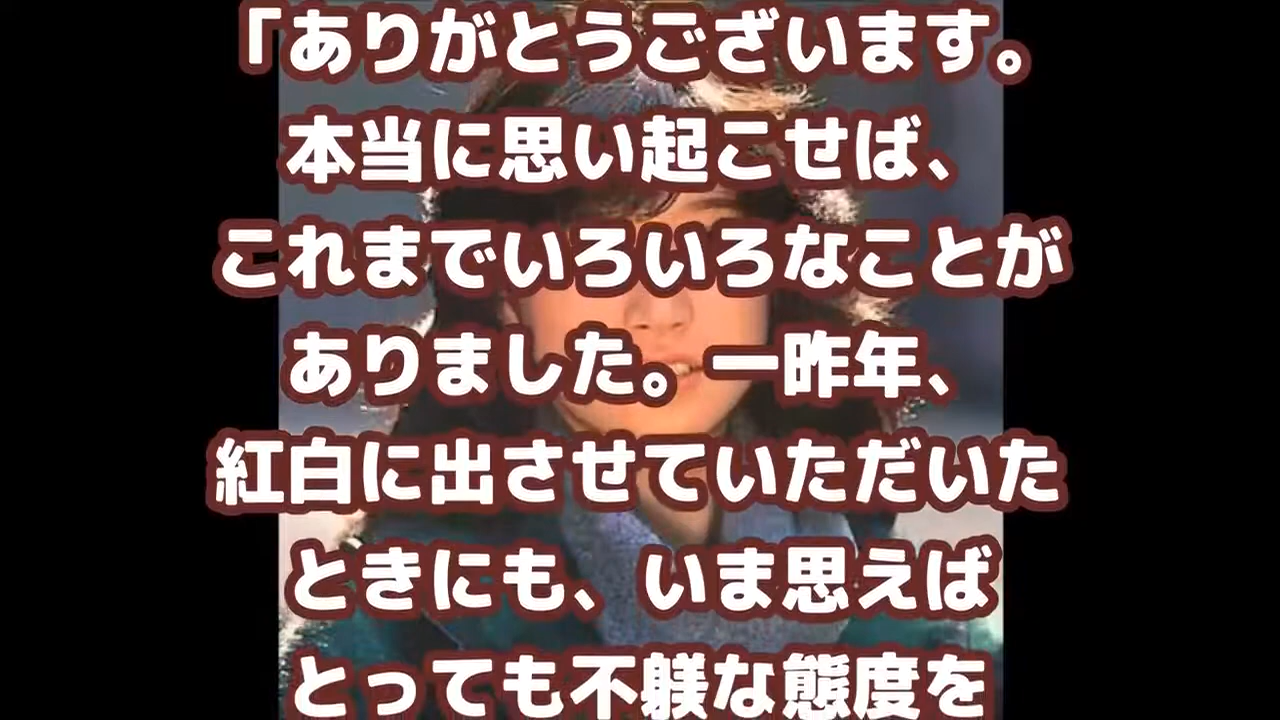 「ありがとうございます。
本当に思い起こせば、
これまでいろいろなことが
ありました。一昨年、
紅白に出させていただいた
ときにも、いま思えば
とっても不躾な態度を